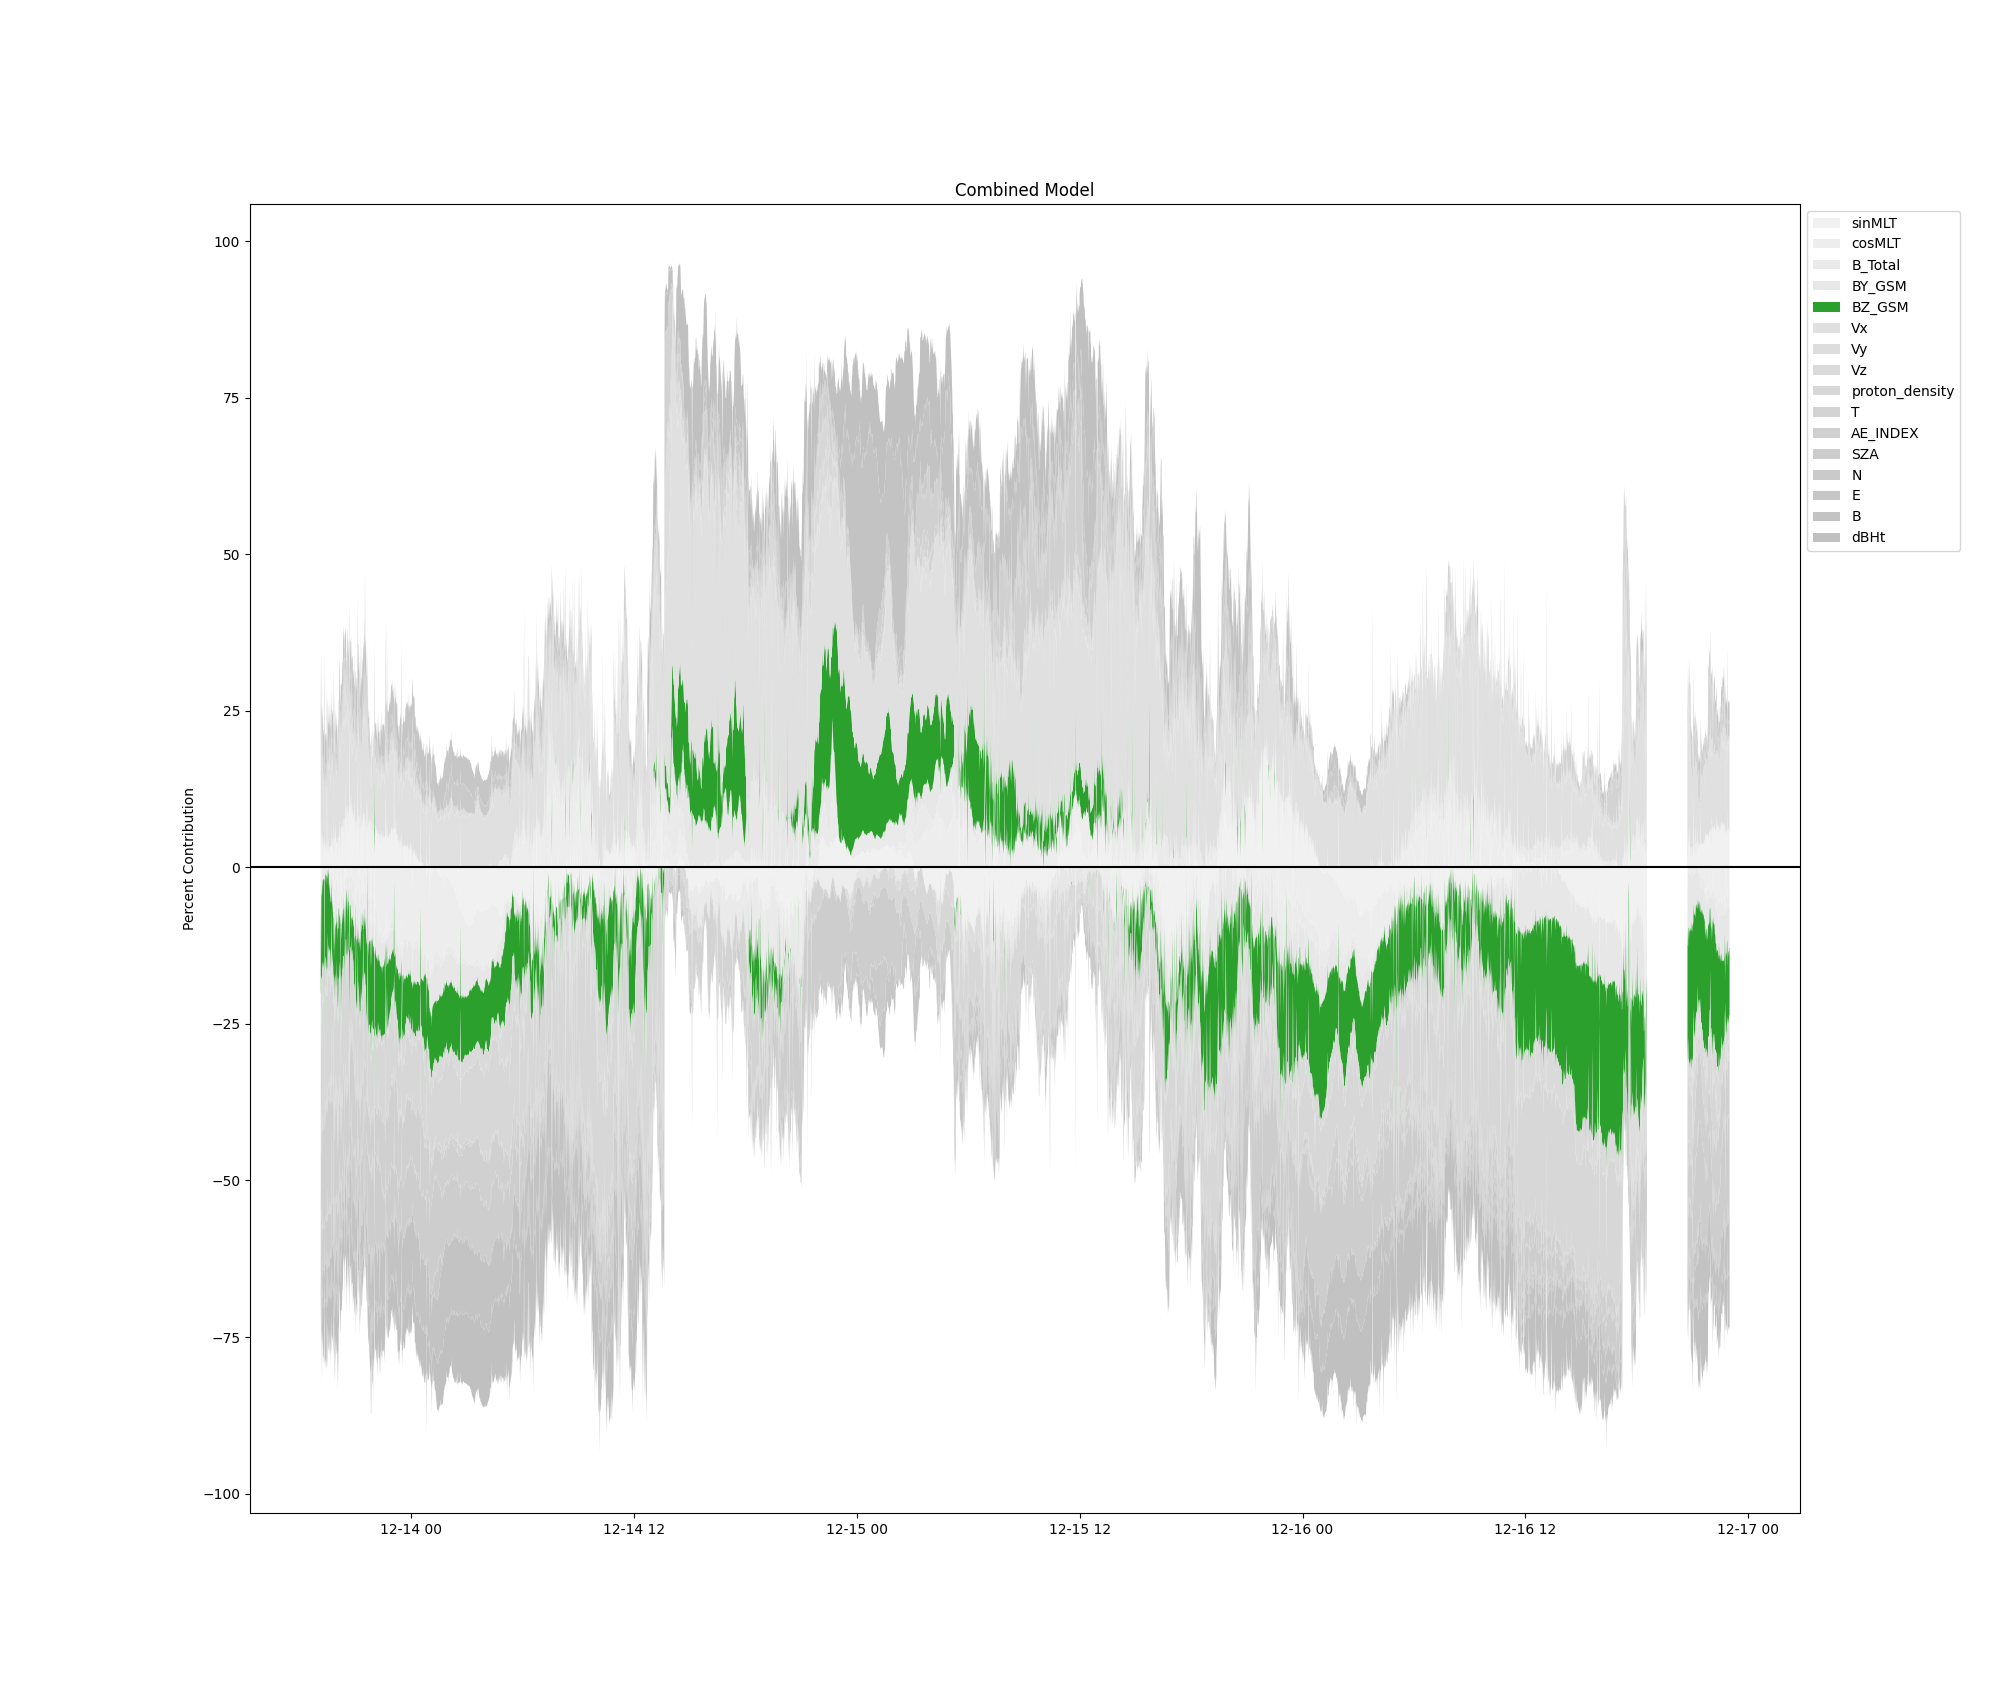 Combined Model
100
75
50
25
0
−25
−50
−75
−100
Percent Contribution
12-14 00
12-14 12
12-15 00
12-15 12
12-16 00
12-16 12
12-17 00
sinMLT
cosMLT
B_Total
BY_GSM
BZ_GSM
Vx
Vy
Vz
proton_density
T
AE_INDEX
SZA
N
E
B
dBHt